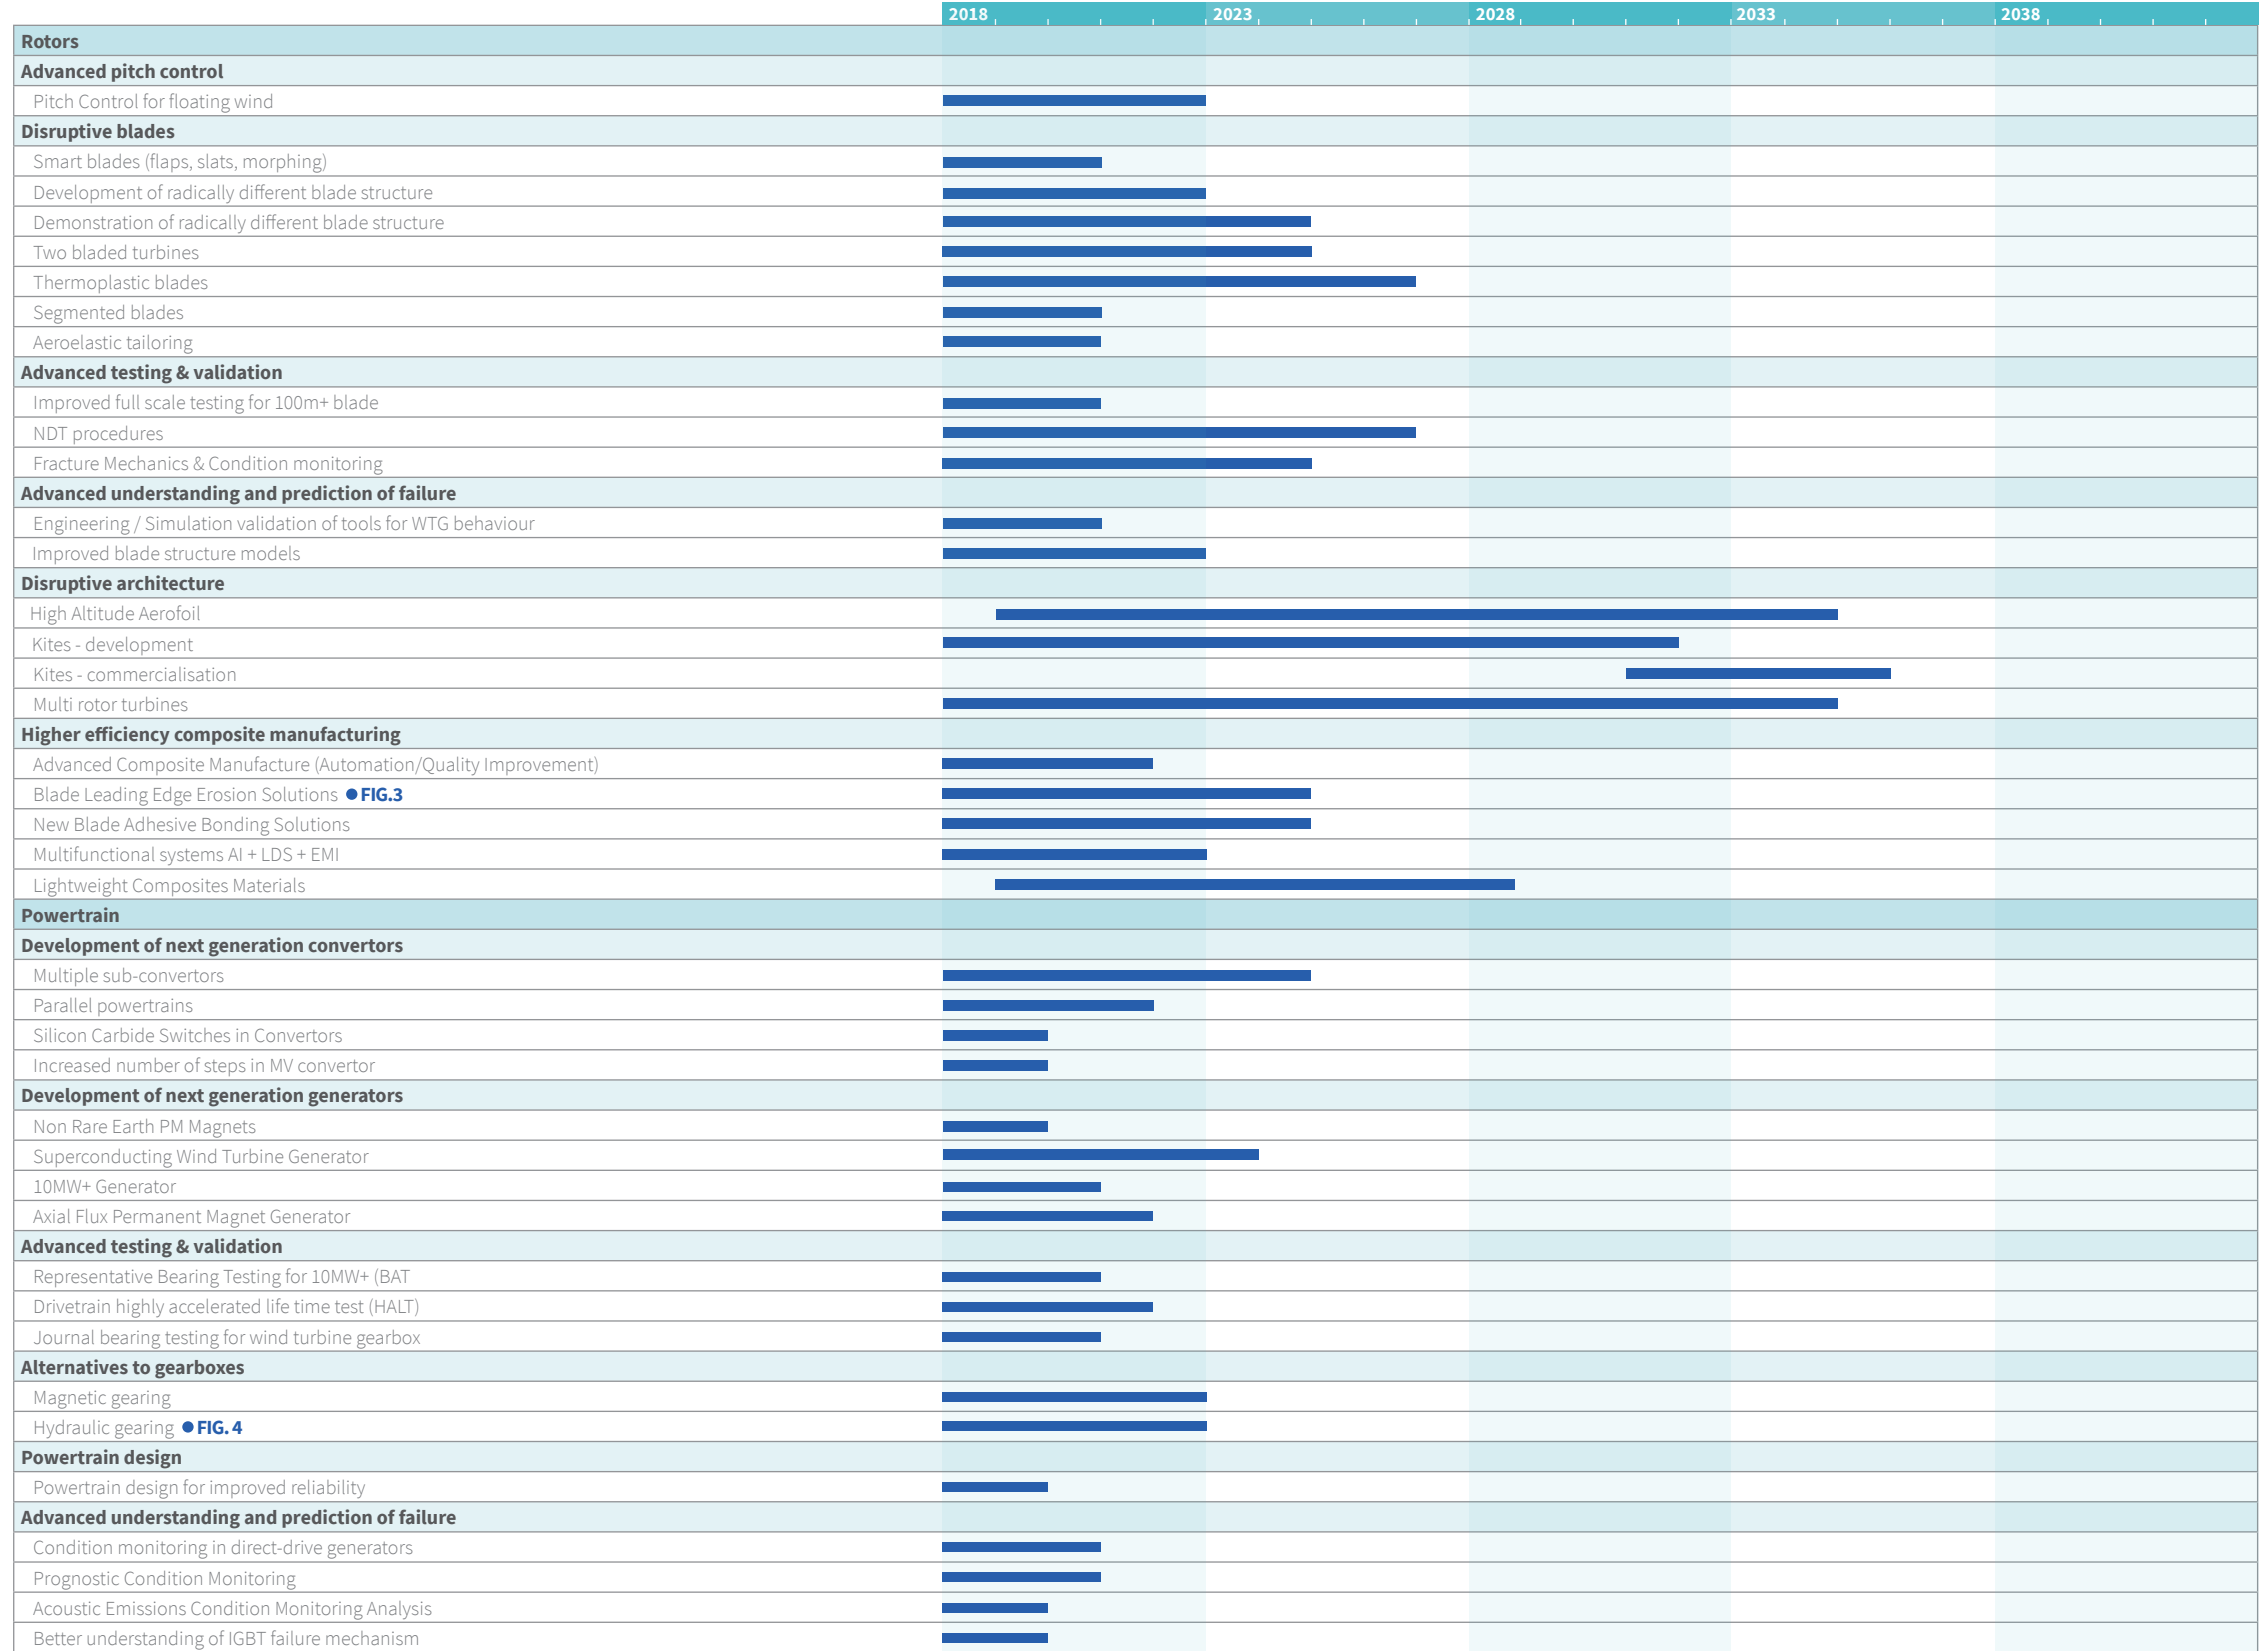 2018 2023 2028 2033 2038
Rotors
Advanced pitch control
Pitch Control for floating wind
Disruptive blades
Smart blades (flaps, slats, morphing)
Development of radically different blade structure
Demonstration of radically different blade structure
Two bladed turbines
Thermoplastic blades
Segmented blades
Aeroelastic tailoring
Advanced testing & validation
Improved full scale testing for 100m+ blade
NDT procedures
Fracture Mechanics & Condition monitoring
Advanced understanding and prediction of failure
Engineering / Simulation validation of tools for WTG behaviour
Improved blade structure models
Disruptive architecture
High Altitude Aerofoil
Kites - development
Kites - commercialisation
Multi rotor turbines
Higher efficiency composite manufacturing
Advanced Composite Manufacture (Automation/Quality Improvement)
Blade Leading Edge Erosion Solutions ● FIG.3
New Blade Adhesive Bonding Solutions
Multifunctional systems AI + LDS + EMI
Lightweight Composites Materials
Powertrain
Development of next generation convertors
Multiple sub-convertors
Parallel powertrains
Silicon Carbide Switches in Convertors
Increased number of steps in MV convertor
Development of next generation generators
Non Rare Earth PM Magnets
Superconducting Wind Turbine Generator
10MW+ Generator
Axial Flux Permanent Magnet Generator
Advanced testing & validation
Representative Bearing Testing for 10MW+ (BAT
Drivetrain highly accelerated life time test (HALT)
Journal bearing testing for wind turbine gearbox
Alternatives to gearboxes
Magnetic gearing
Hydraulic gearing ● FIG. 4
Powertrain design
Powertrain design for improved reliability
Advanced understanding and prediction of failure
Condition monitoring in direct-drive generators
Prognostic Condition Monitoring
Acoustic Emissions Condition Monitoring Analysis
Better understanding of IGBT failure mechanism